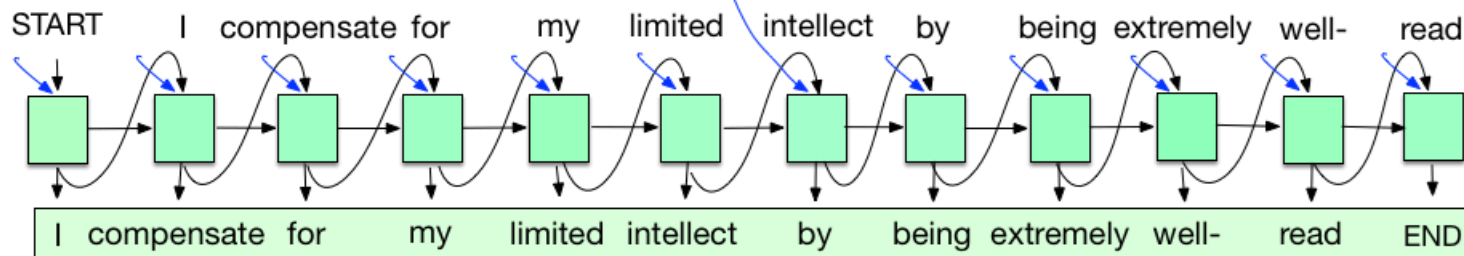 START I compensate for my limited intellect by being extremely well- read
I compensate for my limited intellect by being extremely well- read END